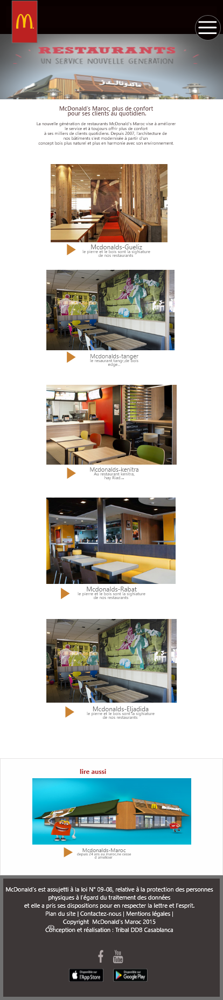 RESTAURANTS
UN SERVICE NOUVELLE GENERATION
ماكدونالدز
McDonald's Maroc, plus de confort
pour ses clients au quotidien.
La nouvelle génération de restaurants McDonald's Maroc vise à améliorer
le service et à toujours offrir plus de confort
à ses milliers de clients quotidiens. Depuis 2007, l'architecture de
nos bâtiments s'est modernisée à partir d'un
concept bois plus naturel et plus en harmonie avec son environnement.
Mcdonalds-Gueliz
le pierre et le bois sont la sighiature
de nos restaurants
Mcdonalds-tanger
le resaurant tangr,de bois
edge...
Mcdonalds-kenitra
Au restaurant kenitra,
hay Riad...
Mcdonalds-Rabat
le pierre et le bois sont la sighiature
de nos restaurants
Mcdonalds-Eljadida
le pierre et le bois sont la sighiature
de nos restaurants
lire aussi
McDonald's
Mcdonalds-Maroc
depuis 24 ans au maroc,ne cesse
d amelioer
McDonald's est assujetti à la loi N° 09-08, relative à la protection des personnes
physiques à l'égard du traitement des données
et elle a pris ses dispositions pour en respecter la lettre et l'esprit.
Plan du site | Contactez-nous | Mentions légales |
Copyright McDonald's Maroc 2015
Conception et réalisation : Tribal DDB Casablanca
You
Tube
Disponible sur
l'App Store
Disponible sur
Google Play